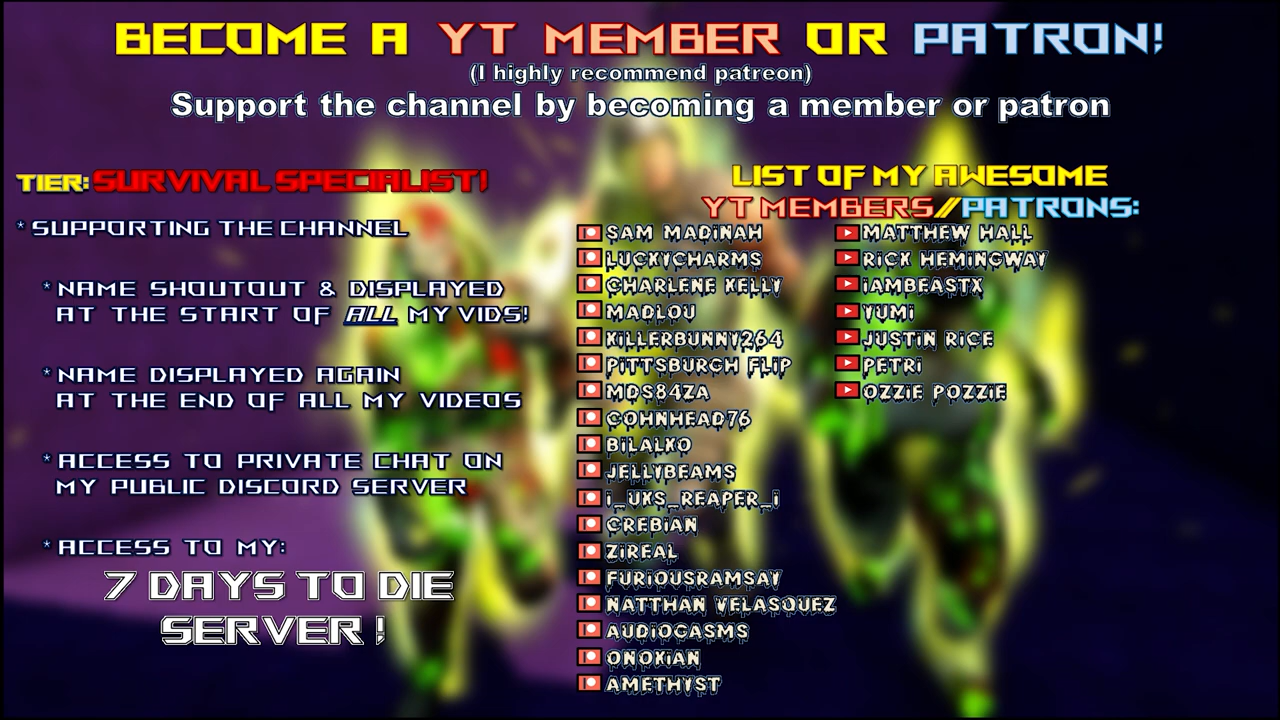 BECOME A YT MEMBER OR PATRON!
(I highly recommend patreon)
Support the channel by becoming a member or patron
TIER: SURVIVAL SPECIALIST!
* SUPPORTING THE CHANNEL
* NAME SHOUTOUT & DISPLAYED
AT THE START OF ALL MY VIDS!
* NAME DISPLAYED AGAIN
AT THE END OF ALL MY VIDEOS
* ACCESS TO PRIVATE CHAT ON
MY PUBLIC DISCORD SERVER
* ACCESS TO MY:
7 DAYS TO DIE
SERVER !
LIST OF MY AWESOME
YT MEMBERS//PATRONS:
SAM MADiNAH
LUCKYCHARMS
CHARLENE KELLY
MADLOU
KiLLERBUNNY264
PiTTSBURGH FLiP
MDS84ZA
COHNHEAD76
BiLALKO
JELLYBEAMS
i_UKS_REAPER_i
CREBiAN
ZiREAL
FURiOUSRAMSAY
NATTHAN VELASQUEZ
AUDiOGASMS
ONOXiAN
AMETHYST
MATTHEW HALL
RiCK HEMiNGWAY
iAMBEASTX
YUMi
JUSTiN RiCE
PETRi
OZZiE POZZiE